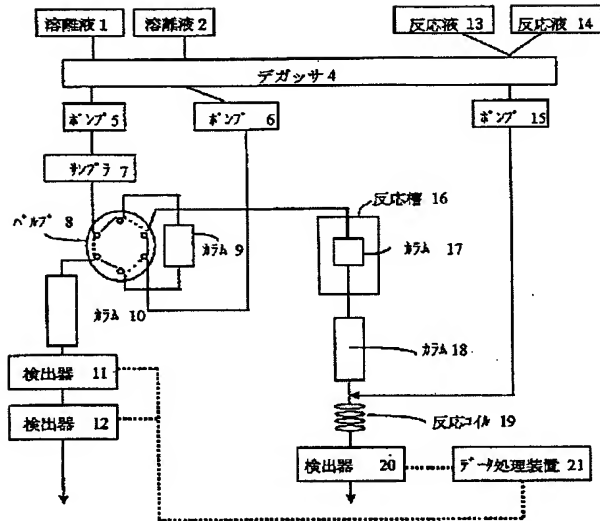 溶離液 1
溶離液 2
反応液 13
反応液 14
デガッサ 4
ポンプ 5
ポンプ 6
ポンプ 15
サンプラ 7
反応槽 16
バルブ 8
カラム 9
カラム 17
カラム 10
カラム 18
検出器 11
検出器 12
反応コイル 19
検出器 20
データ処理装置 21